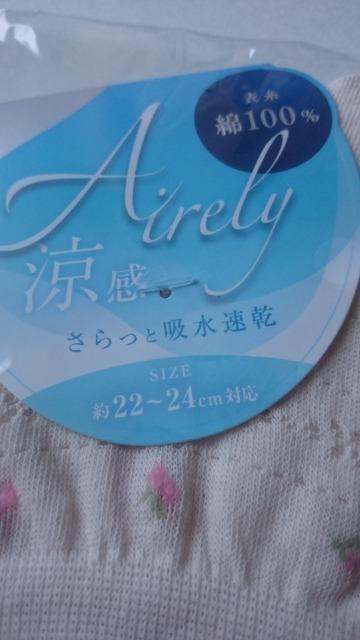 表糸
綿100%
Airely
涼感
さらっと吸水速乾
SIZE
約22~24cm対応